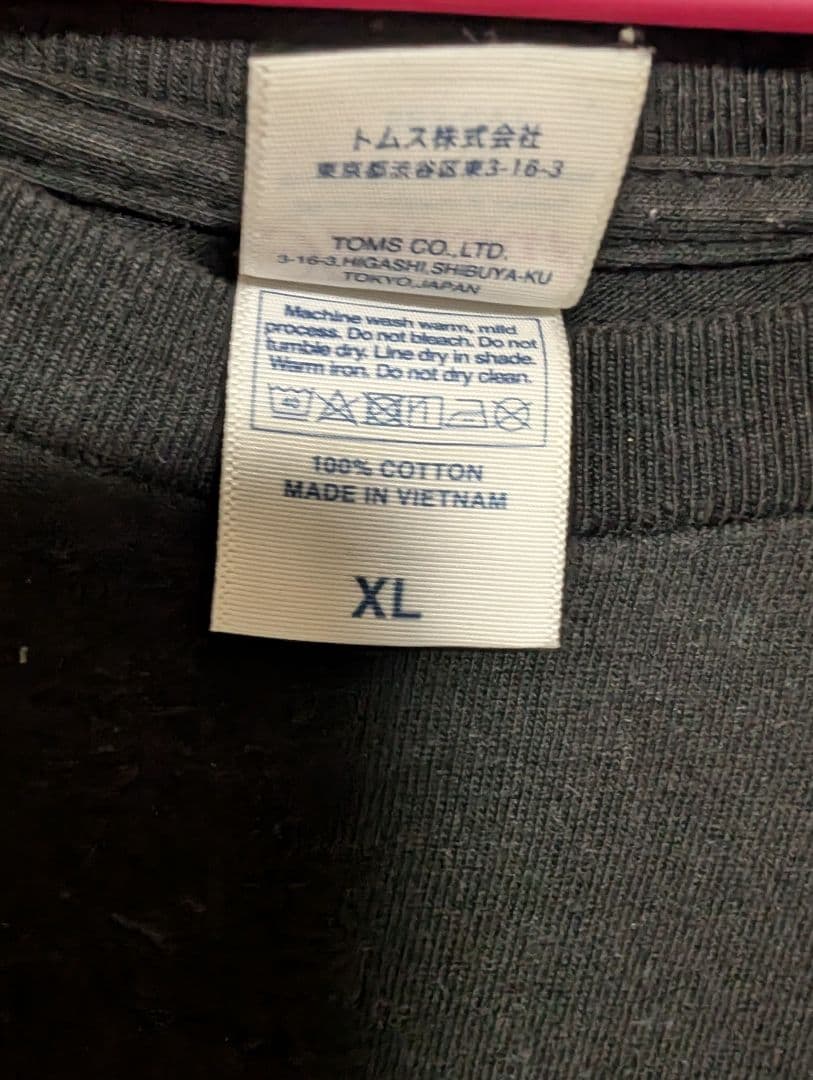 トムス株式会社
東京都渋谷区東3-16-3
TOMS CO.,LTD.
3-16-3,HIGASHI,SHIBUYA-KU
TOKYO,JAPAN
Machine wash warm, mild
process. Do not bleach. Do not
tumble dry. Line dry in shade.
Warm iron. Do not dry clean.
40
100% COTTON
MADE IN VIETNAM
XL